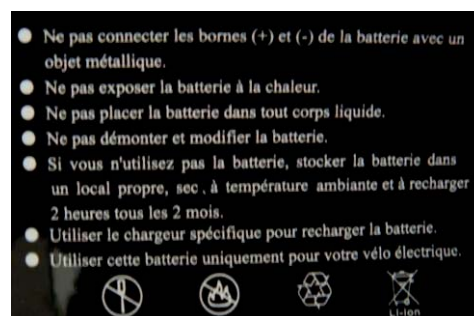 ● Ne pas connecter les bornes (+) et (-) de la batterie avec un
objet métallique.
● Ne pas exposer la batterie à la chaleur.
● Ne pas placer la batterie dans tout corps liquide.
● Ne pas démonter et modifier la batterie.
● Si vous n'utilisez pas la batterie, stocker la batterie dans
un local propre, sec , à température ambiante et à recharger
2 heures tous les 2 mois.
● Utiliser le chargeur spécifique pour recharger la batterie.
● Utiliser cette batterie uniquement pour votre vélo électrique.
Li-ion